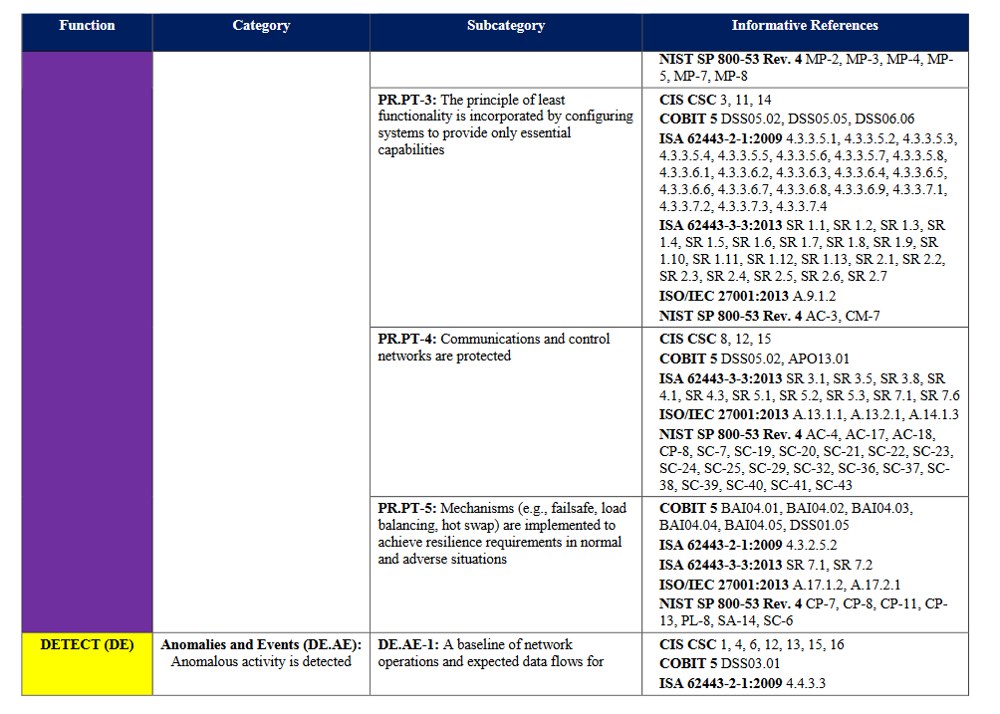 Function Category Subcategory Informative References
NIST SP 800-53 Rev. 4 MP-2, MP-3, MP-4, MP-
5, MP-7, MP-8
PR.PT-3: The principle of least
functionality is incorporated by configuring
systems to provide only essential
capabilities
CIS CSC 3, 11, 14
COBIT 5 DSS05.02, DSS05.05, DSS06.06
ISA 62443-2-1:2009 4.3.3.5.1, 4.3.3.5.2, 4.3.3.5.3,
4.3.3.5.4, 4.3.3.5.5, 4.3.3.5.6, 4.3.3.5.7, 4.3.3.5.8,
4.3.3.6.1, 4.3.3.6.2, 4.3.3.6.3, 4.3.3.6.4, 4.3.3.6.5,
4.3.3.6.6, 4.3.3.6.7, 4.3.3.6.8, 4.3.3.6.9, 4.3.3.7.1,
4.3.3.7.2, 4.3.3.7.3, 4.3.3.7.4
ISA 62443-3-3:2013 SR 1.1, SR 1.2, SR 1.3, SR
1.4, SR 1.5, SR 1.6, SR 1.7, SR 1.8, SR 1.9, SR
1.10, SR 1.11, SR 1.12, SR 1.13, SR 2.1, SR 2.2,
SR 2.3, SR 2.4, SR 2.5, SR 2.6, SR 2.7
ISO/IEC 27001:2013 A.9.1.2
NIST SP 800-53 Rev. 4 AC-3, CM-7
PR.PT-4: Communications and control
networks are protected
CIS CSC 8, 12, 15
COBIT 5 DSS05.02, APO13.01
ISA 62443-3-3:2013 SR 3.1, SR 3.5, SR 3.8, SR
4.1, SR 4.3, SR 5.1, SR 5.2, SR 5.3, SR 7.1, SR 7.6
ISO/IEC 27001:2013 A.13.1.1, A.13.2.1, A.14.1.3
NIST SP 800-53 Rev. 4 AC-4, AC-17, AC-18,
CP-8, SC-7, SC-19, SC-20, SC-21, SC-22, SC-23,
SC-24, SC-25, SC-29, SC-32, SC-36, SC-37, SC-
38, SC-39, SC-40, SC-41, SC-43
PR.PT-5: Mechanisms (e.g., failsafe, load
balancing, hot swap) are implemented to
achieve resilience requirements in normal
and adverse situations
COBIT 5 BAI04.01, BAI04.02, BAI04.03,
BAI04.04, BAI04.05, DSS01.05
ISA 62443-2-1:2009 4.3.2.5.2
ISA 62443-3-3:2013 SR 7.1, SR 7.2
ISO/IEC 27001:2013 A.17.1.2, A.17.2.1
NIST SP 800-53 Rev. 4 CP-7, CP-8, CP-11, CP-
13, PL-8, SA-14, SC-6
DETECT (DE)
Anomalies and Events (DE.AE):
Anomalous activity is detected
DE.AE-1: A baseline of network
operations and expected data flows for
CIS CSC 1, 4, 6, 12, 13, 15, 16
COBIT 5 DSS03.01
ISA 62443-2-1:2009 4.4.3.3